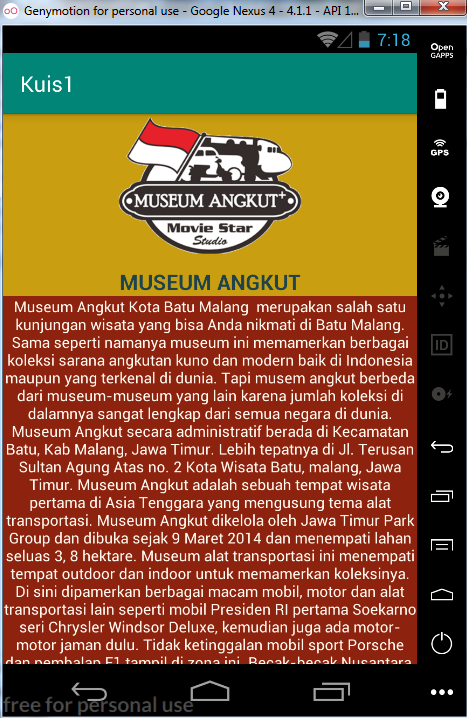 Genymotion for personal use - Google Nexus 4 - 4.1.1 - API 1...
7:18
Open
GAPPS
Kuis1
GPS
MUSEUM ANGKUT+
Movie Star
Studio
MUSEUM ANGKUT
Museum Angkut Kota Batu Malang  merupakan salah satu
kunjungan wisata yang bisa Anda nikmati di Batu Malang.
Sama seperti namanya museum ini memamerkan berbagai
koleksi sarana angkutan kuno dan modern baik di Indonesia
maupun yang terkenal di dunia. Tapi musem angkut berbeda
dari museum-museum yang lain karena jumlah koleksi di
dalamnya sangat lengkap dari semua negara di dunia.
Museum Angkut secara administratif berada di Kecamatan
Batu, Kab Malang, Jawa Timur. Lebih tepatnya di Jl. Terusan
Sultan Agung Atas no. 2 Kota Wisata Batu, malang, Jawa
Timur. Museum Angkut adalah sebuah tempat wisata
pertama di Asia Tenggara yang mengusung tema alat
transportasi. Museum Angkut dikelola oleh Jawa Timur Park
Group dan dibuka sejak 9 Maret 2014 dan menempati lahan
seluas 3, 8 hektare. Museum alat transportasi ini menempati
tempat outdoor dan indoor untuk memamerkan koleksinya.
Di sini dipamerkan berbagai macam mobil, motor dan alat
transportasi lain seperti mobil Presiden RI pertama Soekarno
seri Chrysler Windsor Deluxe, kemudian juga ada motor-
motor jaman dulu. Tidak ketinggalan mobil sport Porsche
dan pembalap F1 tampil di zona ini. Becak-becak Nusantara
ID
free for personal use